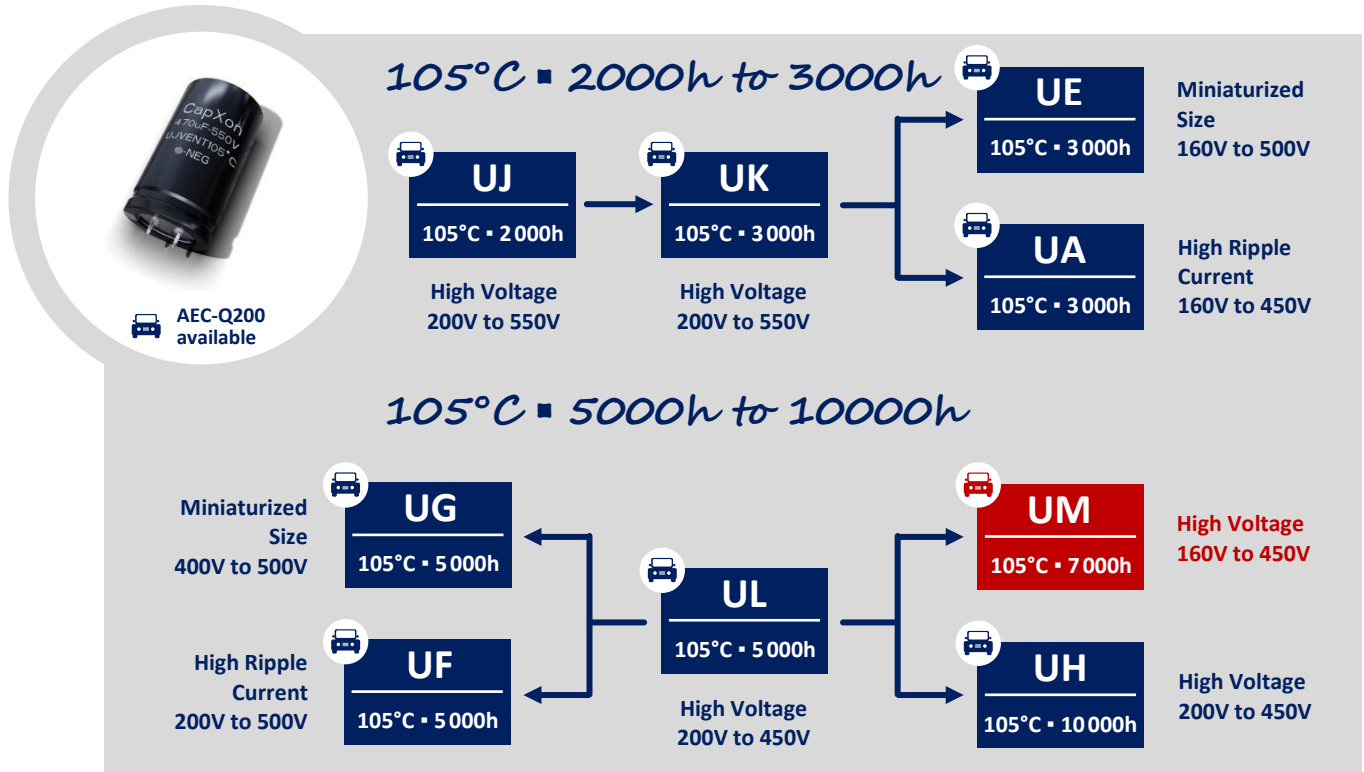 105°C ▪ 2000h to 3000h
CapXon
470uF-550V
UJVENT105°C
-NEG
AEC-Q200
available
UJ
105°C ▪ 2000h
High Voltage
200V to 550V
UK
105°C ▪ 3000h
High Voltage
200V to 550V
UE
105°C ▪ 3000h
Miniaturized
Size
160V to 500V
UA
105°C ▪ 3000h
High Ripple
Current
160V to 450V
105°C ▪ 5000h to 10000h
Miniaturized
Size
400V to 500V
UG
105°C ▪ 5000h
High Ripple
Current
200V to 500V
UF
105°C ▪ 5000h
UL
105°C ▪ 5000h
High Voltage
200V to 450V
UM
105°C ▪ 7000h
High Voltage
160V to 450V
UH
105°C ▪ 10000h
High Voltage
200V to 450V